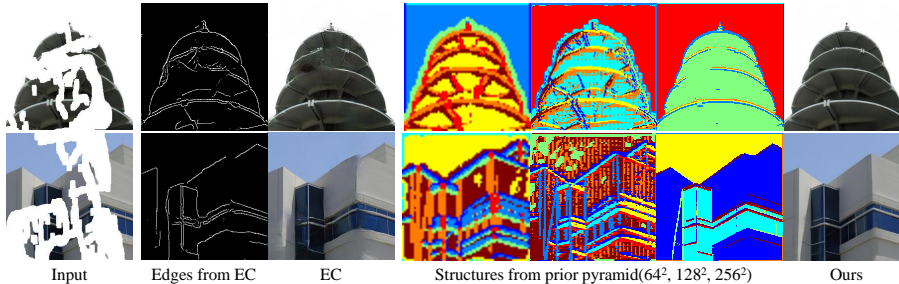 Input
Edges from EC
EC
Structures from prior pyramid(64², 128², 256²)
Ours